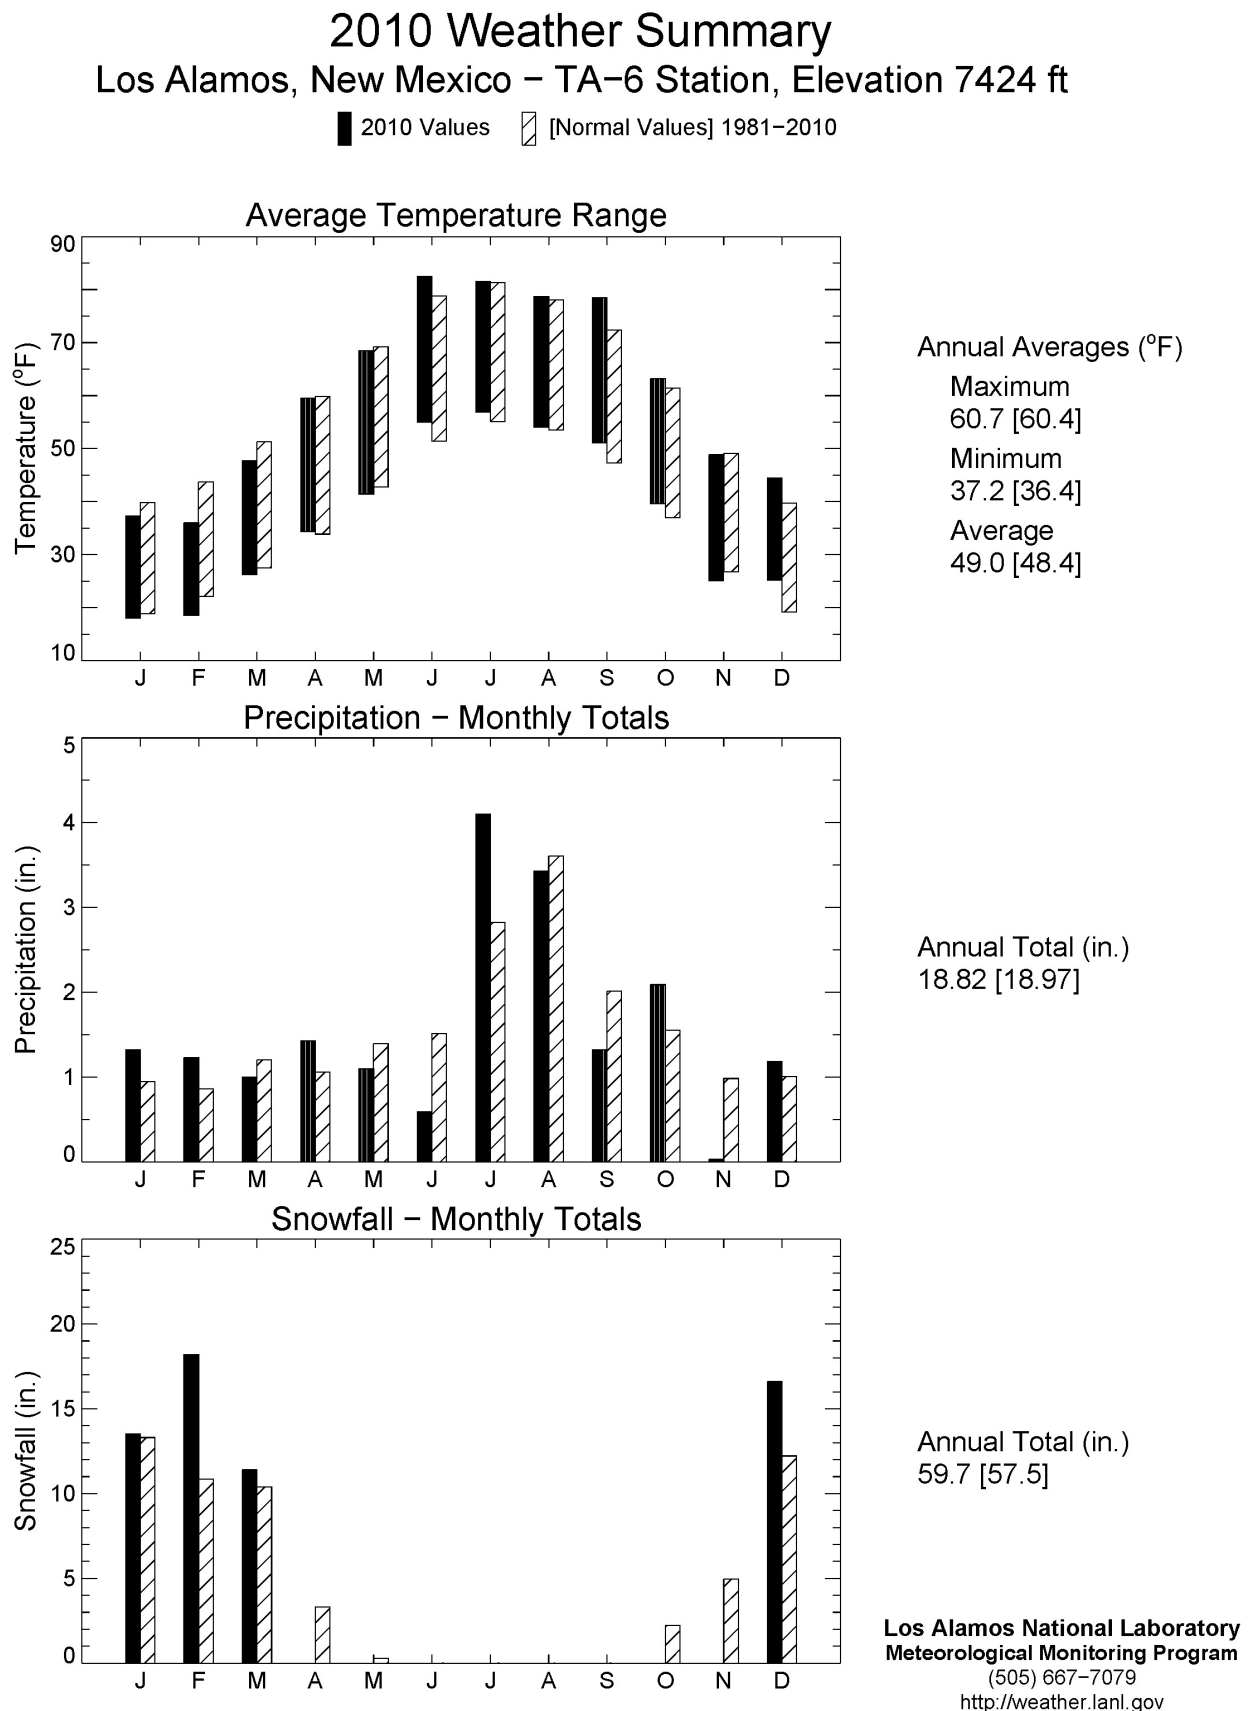 2010 Weather Summary
Los Alamos, New Mexico − TA−6 Station, Elevation 7424 ft
2010 Values [Normal Values] 1981−2010
Average Temperature Range
90
70
50
30
10
Temperature (°F)
J F M A M J J A S O N D
Annual Averages (°F)
Maximum
60.7 [60.4]
Minimum
37.2 [36.4]
Average
49.0 [48.4]
Precipitation − Monthly Totals
5
4
3
2
1
0
Precipitation (in.)
J F M A M J J A S O N D
Annual Total (in.)
18.82 [18.97]
Snowfall − Monthly Totals
25
20
15
10
5
0
Snowfall (in.)
J F M A M J J A S O N D
Annual Total (in.)
59.7 [57.5]
Los Alamos National Laboratory
Meteorological Monitoring Program
(505) 667−7079
http://weather.lanl.gov